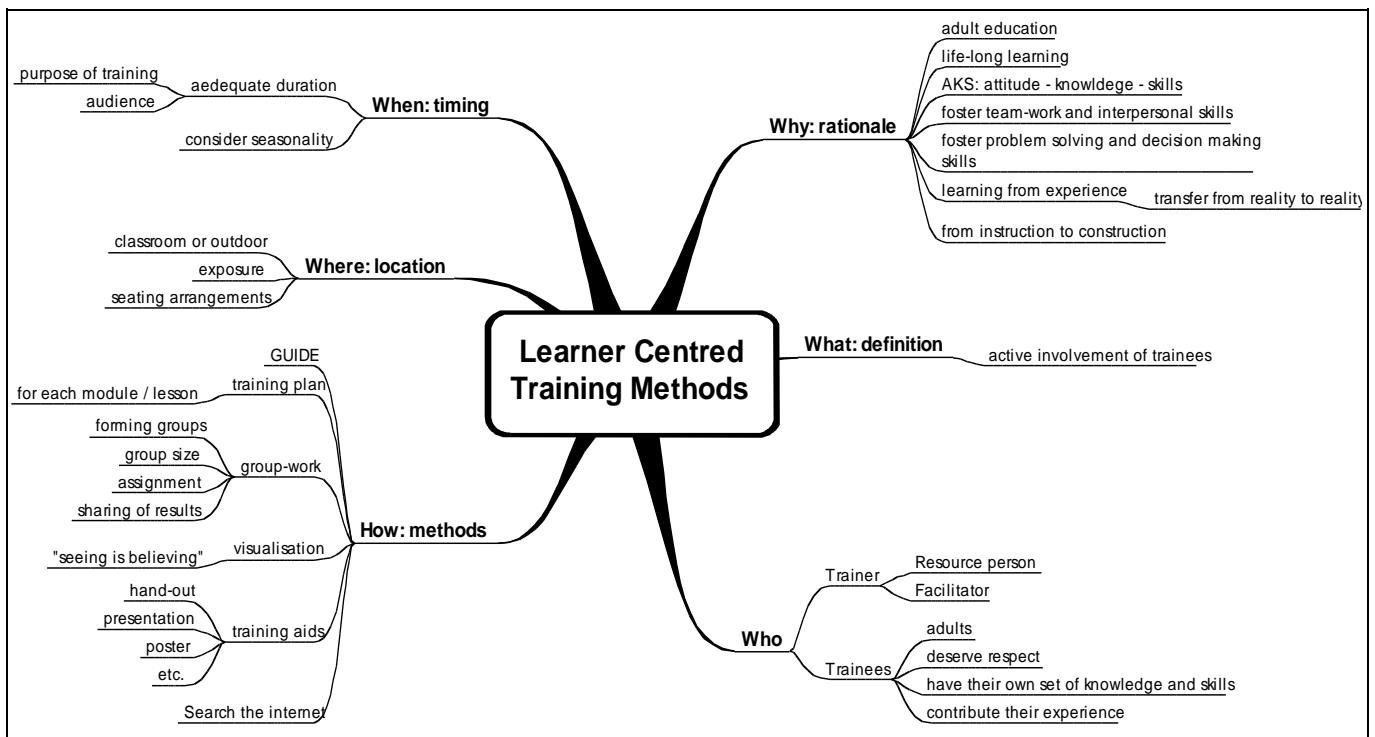 Learner Centred
Training Methods
Why: rationale
adult education
life-long learning
AKS: attitude - knowldege - skills
foster team-work and interpersonal skills
foster problem solving and decision making
skills
learning from experience
transfer from reality to reality
from instruction to construction
What: definition
active involvement of trainees
Who
Trainer
Resource person
Facilitator
Trainees
adults
deserve respect
have their own set of knowledge and skills
contribute their experience
How: methods
GUIDE
training plan
for each module / lesson
group-work
forming groups
group size
assignment
sharing of results
visualisation
"seeing is believing"
training aids
hand-out
presentation
poster
etc.
Search the internet
Where: location
classroom or outdoor
exposure
seating arrangements
When: timing
aedequate duration
purpose of training
audience
consider seasonality